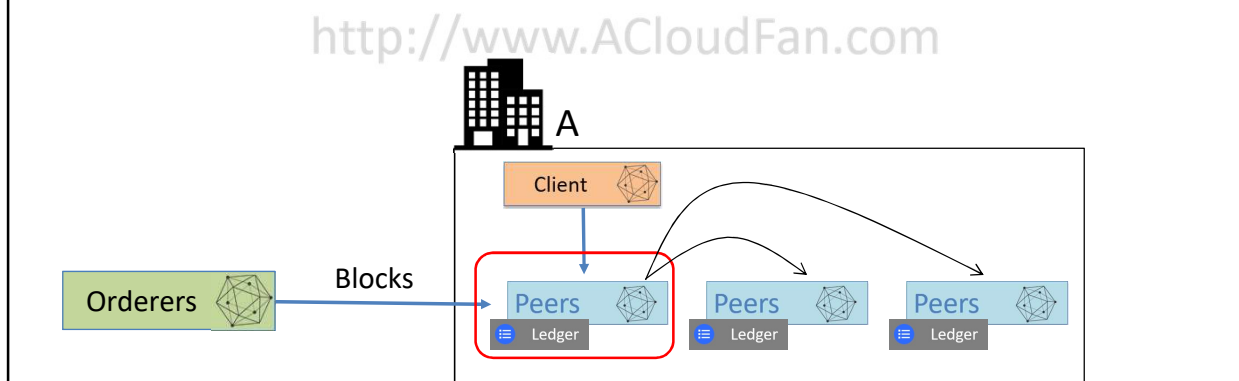 http://www.ACloudFan.com
A
Client
Blocks
Orderers
Peers
Peers
Peers
Ledger
Ledger
Ledger